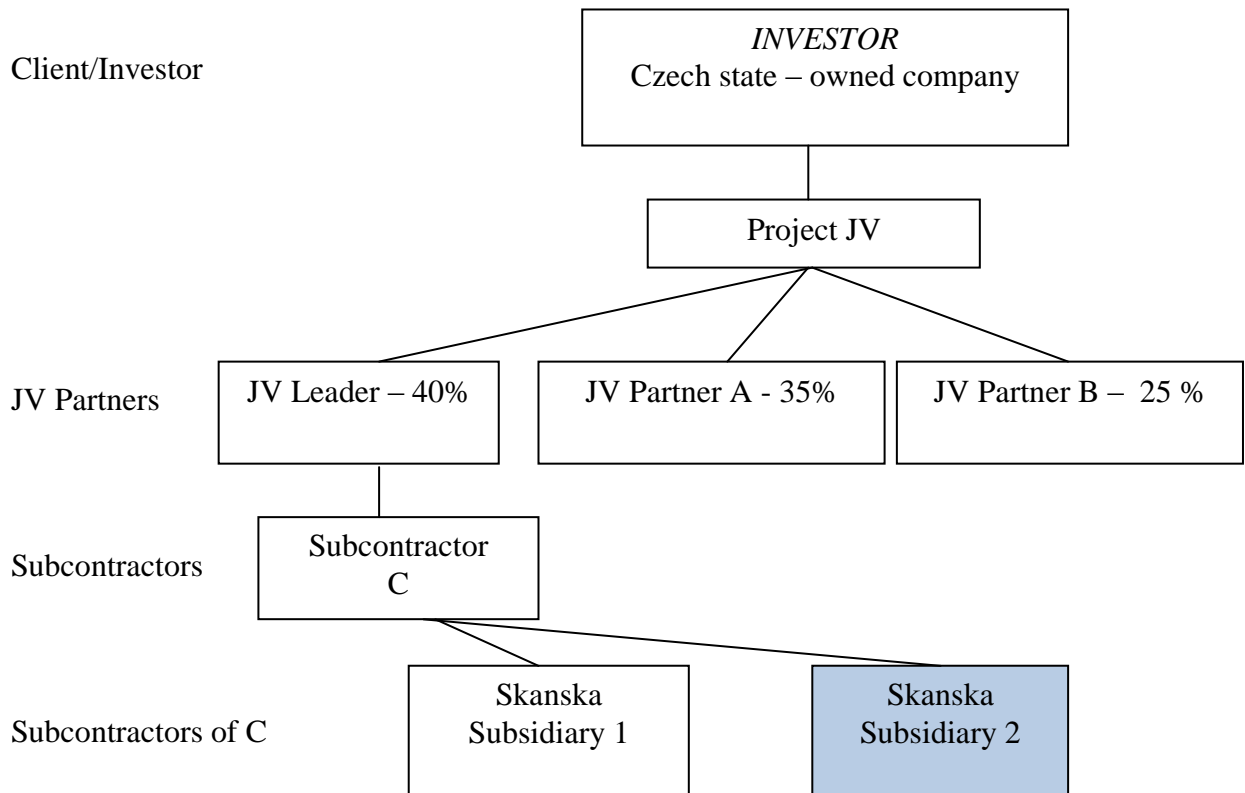 Client/Investor
INVESTOR
Czech state – owned company
Project JV
JV Partners
JV Leader – 40%
JV Partner A - 35%
JV Partner B –  25 %
Subcontractors
Subcontractor
C
Subcontractors of C
Skanska
Subsidiary 1
Skanska
Subsidiary 2